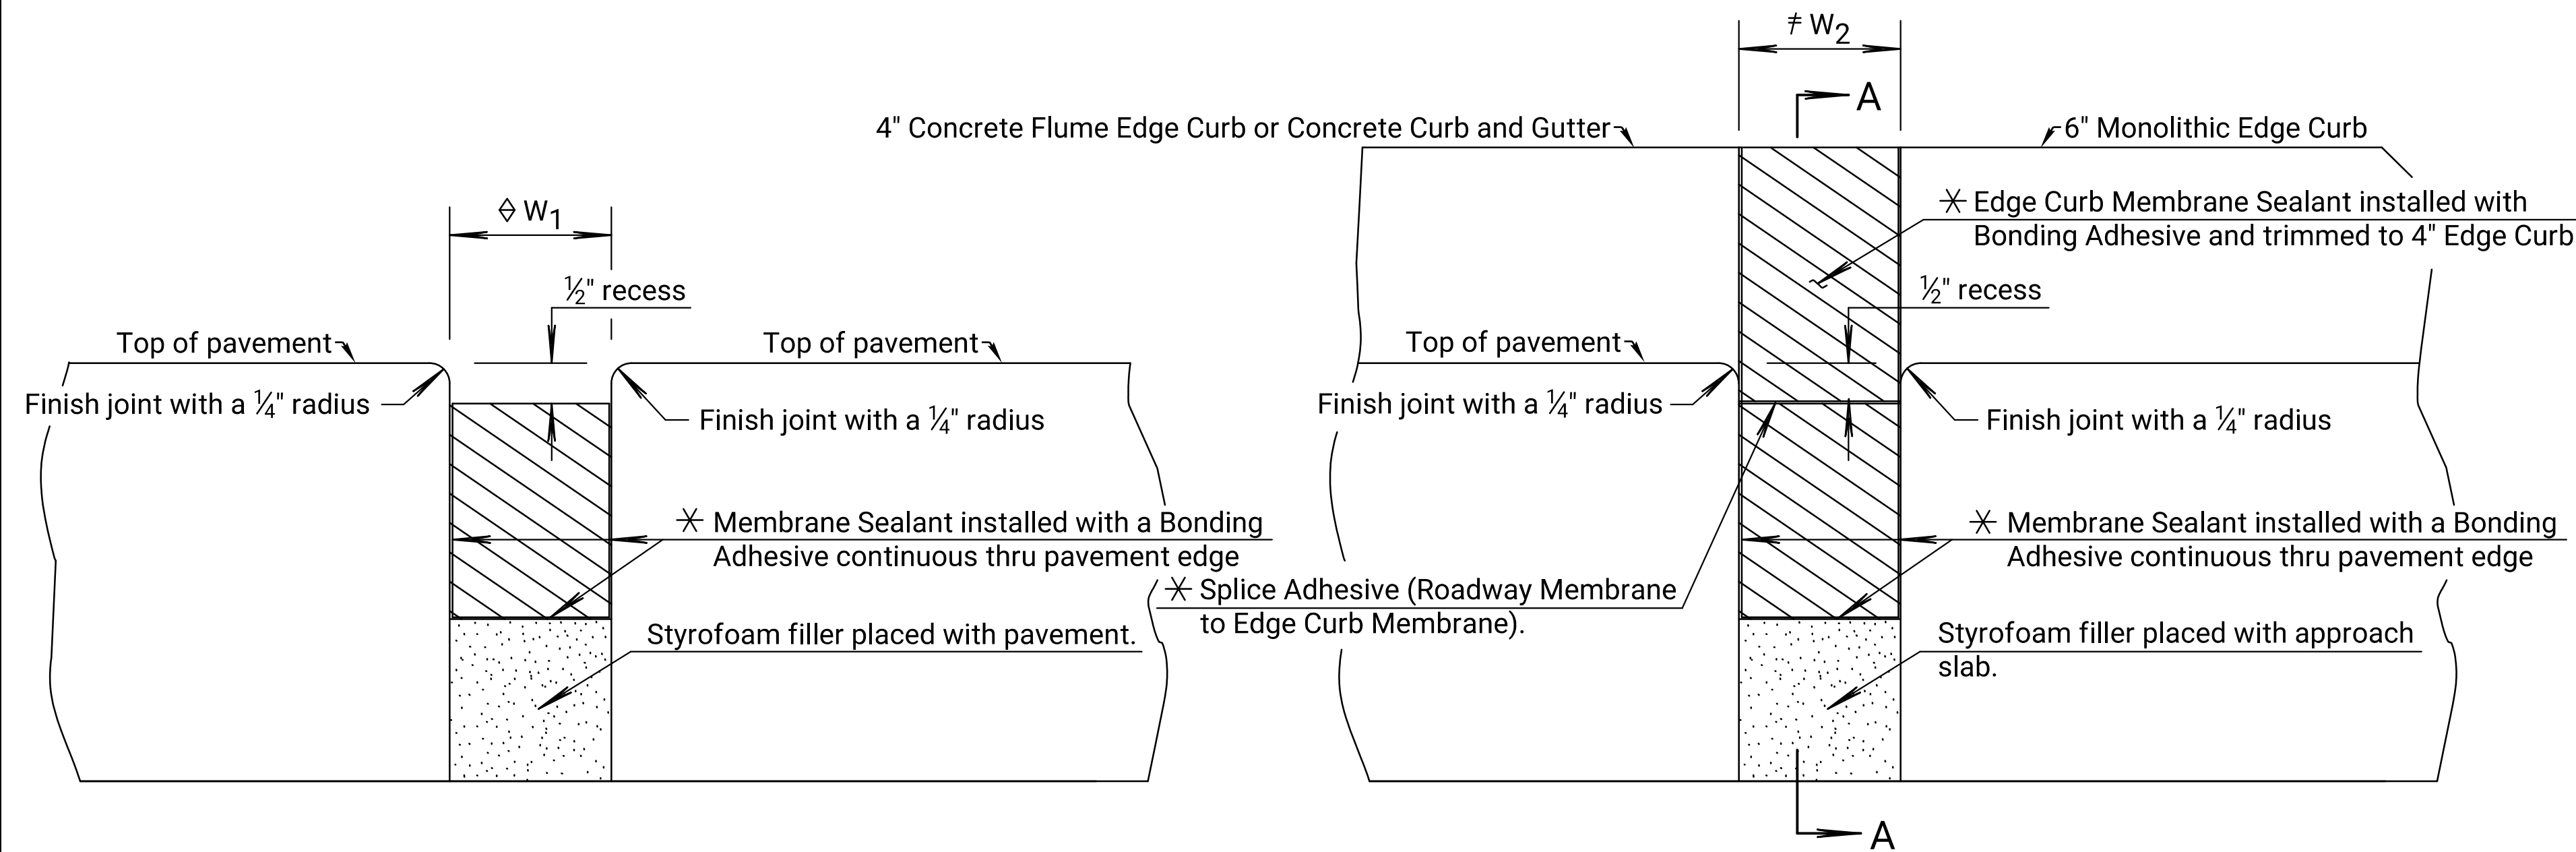 ◊ W1
½" recess
Top of pavement
Top of pavement
Finish joint with a ¼" radius
Finish joint with a ¼" radius
* Membrane Sealant installed with a Bonding
Adhesive continuous thru pavement edge
Styrofoam filler placed with pavement.
≠ W2
A
4" Concrete Flume Edge Curb or Concrete Curb and Gutter
6" Monolithic Edge Curb
* Edge Curb Membrane Sealant installed with
Bonding Adhesive and trimmed to 4" Edge Curb
½" recess
Top of pavement
Finish joint with a ¼" radius
Finish joint with a ¼" radius
* Membrane Sealant installed with a Bonding
Adhesive continuous thru pavement edge
* Splice Adhesive (Roadway Membrane
to Edge Curb Membrane).
Styrofoam filler placed with approach
slab.
A